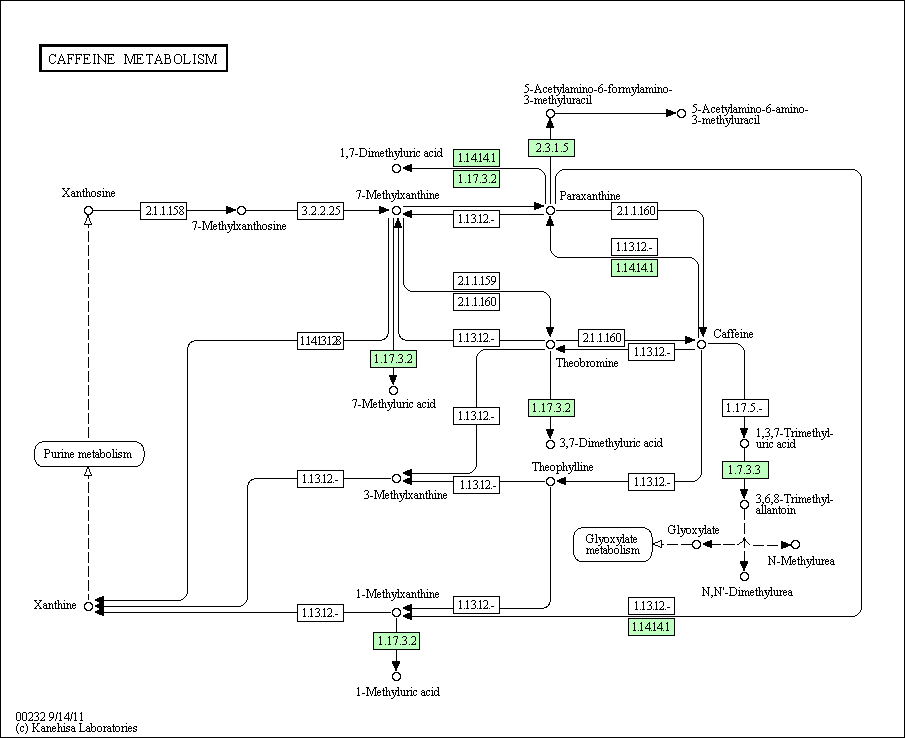 CAFFEINE METABOLISM
5-Acetylamino-6-formylamino-
3-methyluracil
5-Acetylamino-6-amino-
3-methyluracil
2.3.1.5
1,7-Dimethyluric acid
1.14.14.1
1.17.3.2
Xanthosine
7-Methylxanthine
Paraxanthine
2.1.1.158
3.2.2.25
1.13.12.-
2.1.1.160
7-Methylxanthosine
1.13.12.-
1.14.14.1
2.1.1.159
2.1.1.160
1.14.13.128
1.13.12.-
2.1.1.160
Caffeine
1.13.12.-
1.17.3.2
Theobromine
7-Methyluric acid
1.13.12.-
1.17.3.2
1.17.5.-
3,7-Dimethyluric acid
1,3,7-Trimethyl-
uric acid
Purine metabolism
Theophylline
1.7.3.3
1.13.12.-
3-Methylxanthine
1.13.12.-
1.13.12.-
3,6,8-Trimethyl-
allantoin
Glyoxylate
metabolism
Glyoxylate
N-Methylurea
N,N'-Dimethylurea
Xanthine
1-Methylxanthine
1.13.12.-
1.13.12.-
1.13.12.-
1.14.14.1
1.17.3.2
1-Methyluric acid
00232 9/14/11
(c) Kanehisa Laboratories